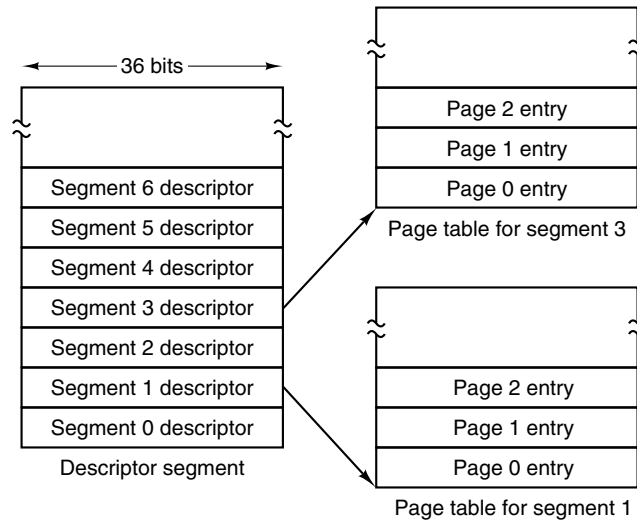 36 bits
Segment 6 descriptor
Segment 5 descriptor
Segment 4 descriptor
Segment 3 descriptor
Segment 2 descriptor
Segment 1 descriptor
Segment 0 descriptor
Descriptor segment
Page 2 entry
Page 1 entry
Page 0 entry
Page table for segment 3
Page 2 entry
Page 1 entry
Page 0 entry
Page table for segment 1